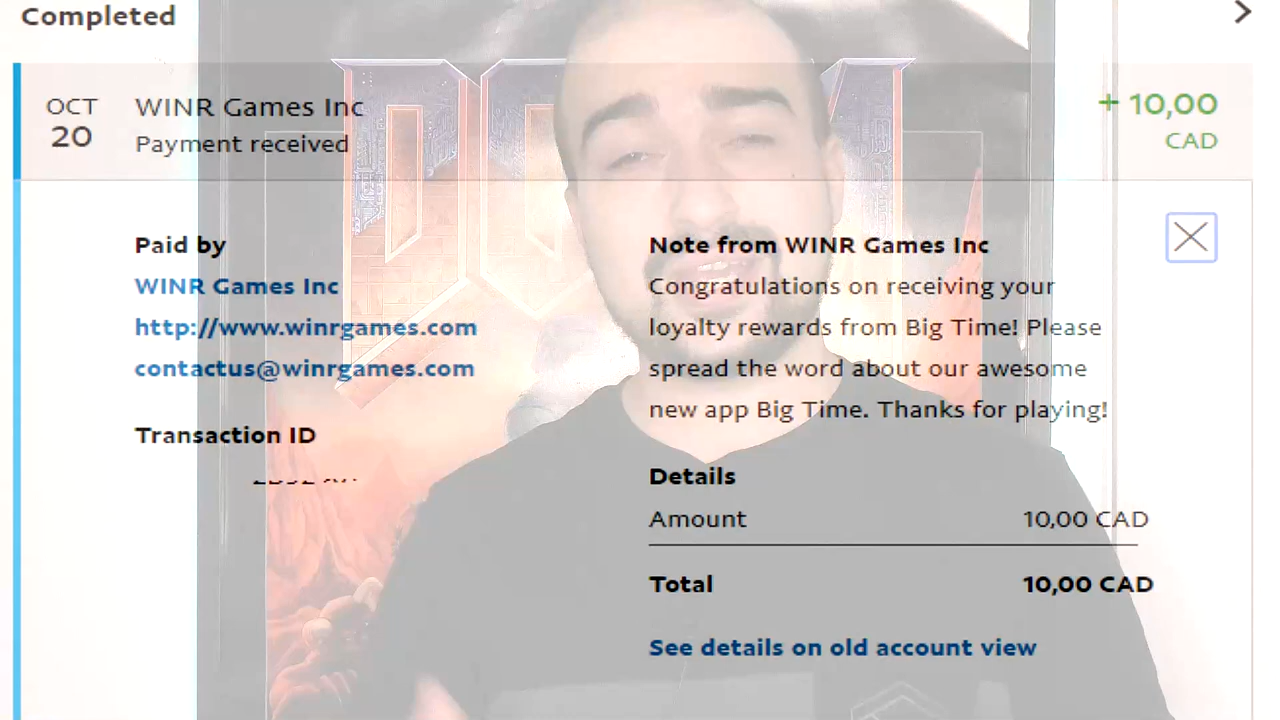 Completed
OCT
20
WINR Games Inc
Payment received
+ 10,00
CAD
Paid by
WINR Games Inc
http://www.winrgames.com
contactus@winrgames.com
Transaction ID
Note from WINR Games Inc
Congratulations on receiving your
loyalty rewards from Big Time! Please
spread the word about our awesome
new app Big Time. Thanks for playing!
Details
Amount 10,00 CAD
Total 10,00 CAD
See details on old account view
DOOM